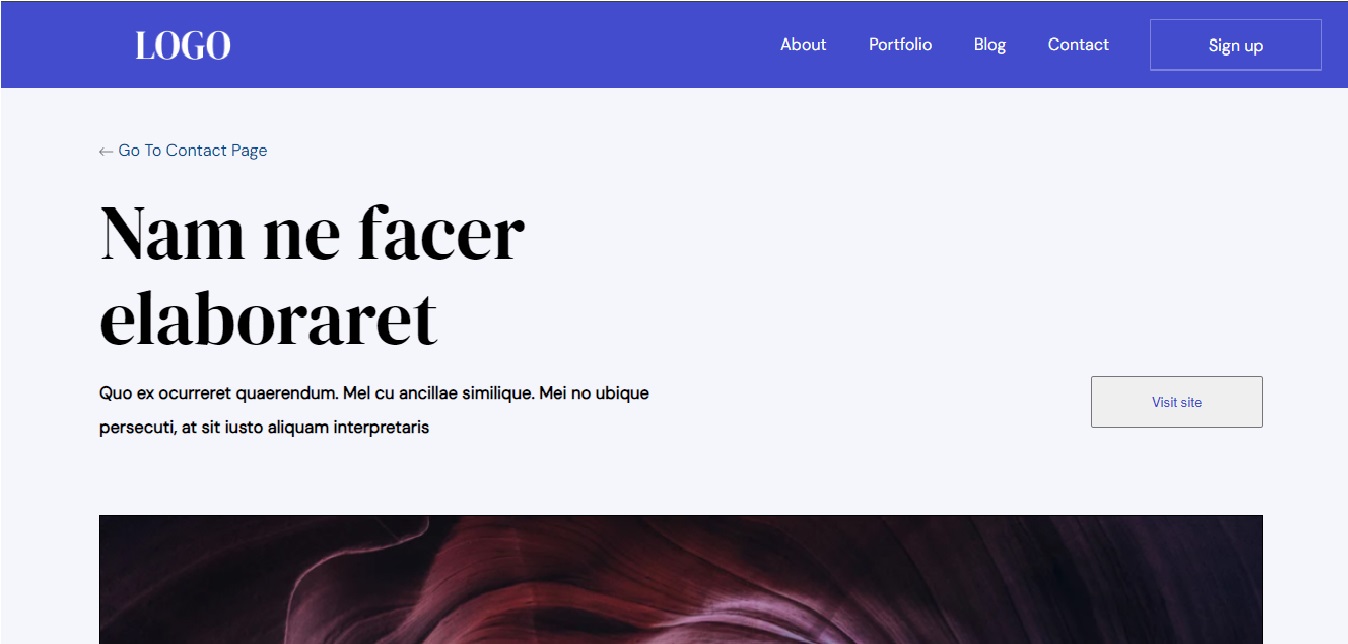 LOGO
About Portfolio Blog Contact Sign up
← Go To Contact Page
Nam ne facer
elaboraret
Quo ex ocurreret quaerendum. Mel cu ancillae similique. Mei no ubique
persecuti, at sit iusto aliquam interpretaris
Visit site